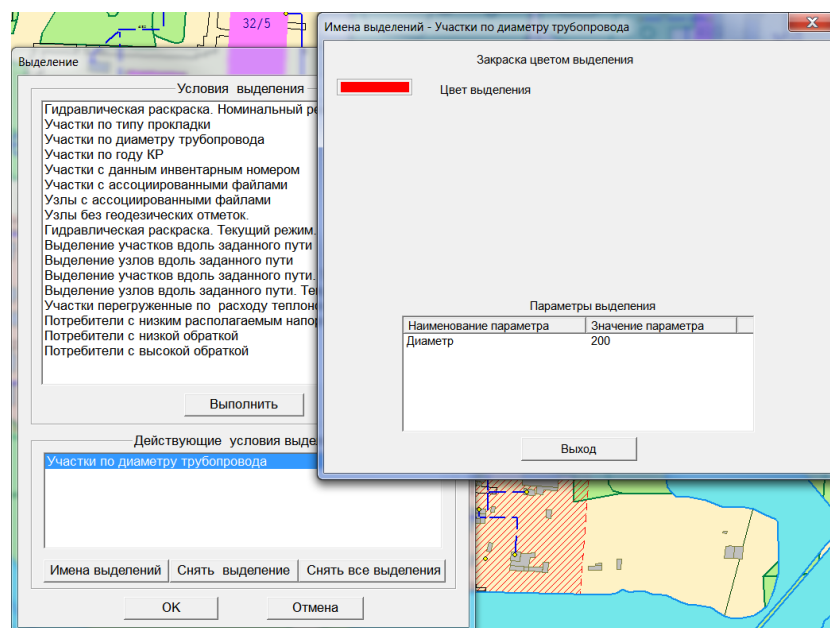 32/5
Выделение
Условия выделения
Гидравлическая раскраска. Номинальный
Участки по типу прокладки
Участки по диаметру трубопровода
Участки по году КР
Участки с данным инвентарным номером
Участки с ассоциированными файлами
Узлы с ассоциированными файлами
Узлы без геодезических отметок.
Гидравлическая раскраска. Текущий режим.
Выделение участков вдоль заданного пути
Выделение узлов вдоль заданного пути
Выделение участков вдоль заданного пути.
Выделение узлов вдоль заданного пути.
Участки перегруженные по расходу
Потребители с низким располагаемым
Потребители с низкой обраткой
Потребители с высокой обраткой
Выполнить
Действующие условия
Участки по диаметру трубопровода
Имена выделений
Снять выделение
Снять все выделения
OK
Отмена
Имена выделений - Участки по диаметру трубопровода
X
Закраска цветом выделения
Цвет выделения
Параметры выделения
Наименование параметра
Значение параметра
Диаметр
200
Выход